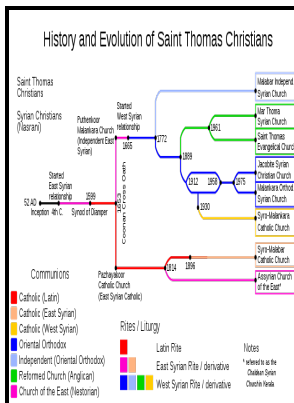 History and Evolution of Saint Thomas Christians
Saint Thomas
Christians
Syrian Christians
(Nasrani)
Started
East Syrian
relationship
52 AD
Inception
4th C.
1599
Synod of Diamper
Puthenkoor
Malankara Church
(Independent East
Syrian)
Started
West Syrian
relationship
1665
1653
Coonan Cross Oath
Pazhayakoor
Catholic Church
(East Syrian Catholic)
1772
1889
1961
1912
1958
1975
1930
1814
1896
Malabar Independ
Syrian Church
Mar Thoma
Syrian Church
Saint Thomas
Evangelical Church
Jacobite Syrian
Christian Church
Malankara Orthod
Syrian Church
Syro-Malankara
Catholic Church
Syro-Malabar
Catholic Church
Assyrian Church
of the East*
Communions
Catholic (Latin)
Catholic (East Syrian)
Catholic (West Syrian)
Oriental Orthodox
Independent (Oriental Orthodox)
Reformed Church (Anglican)
Church of the East (Nestorian)
Rites / Liturgy
Latin Rite
East Syrian Rite / derivative
West Syrian Rite / derivative
Notes
* referred to as the
Chaldean Syrian
Church in Kerala